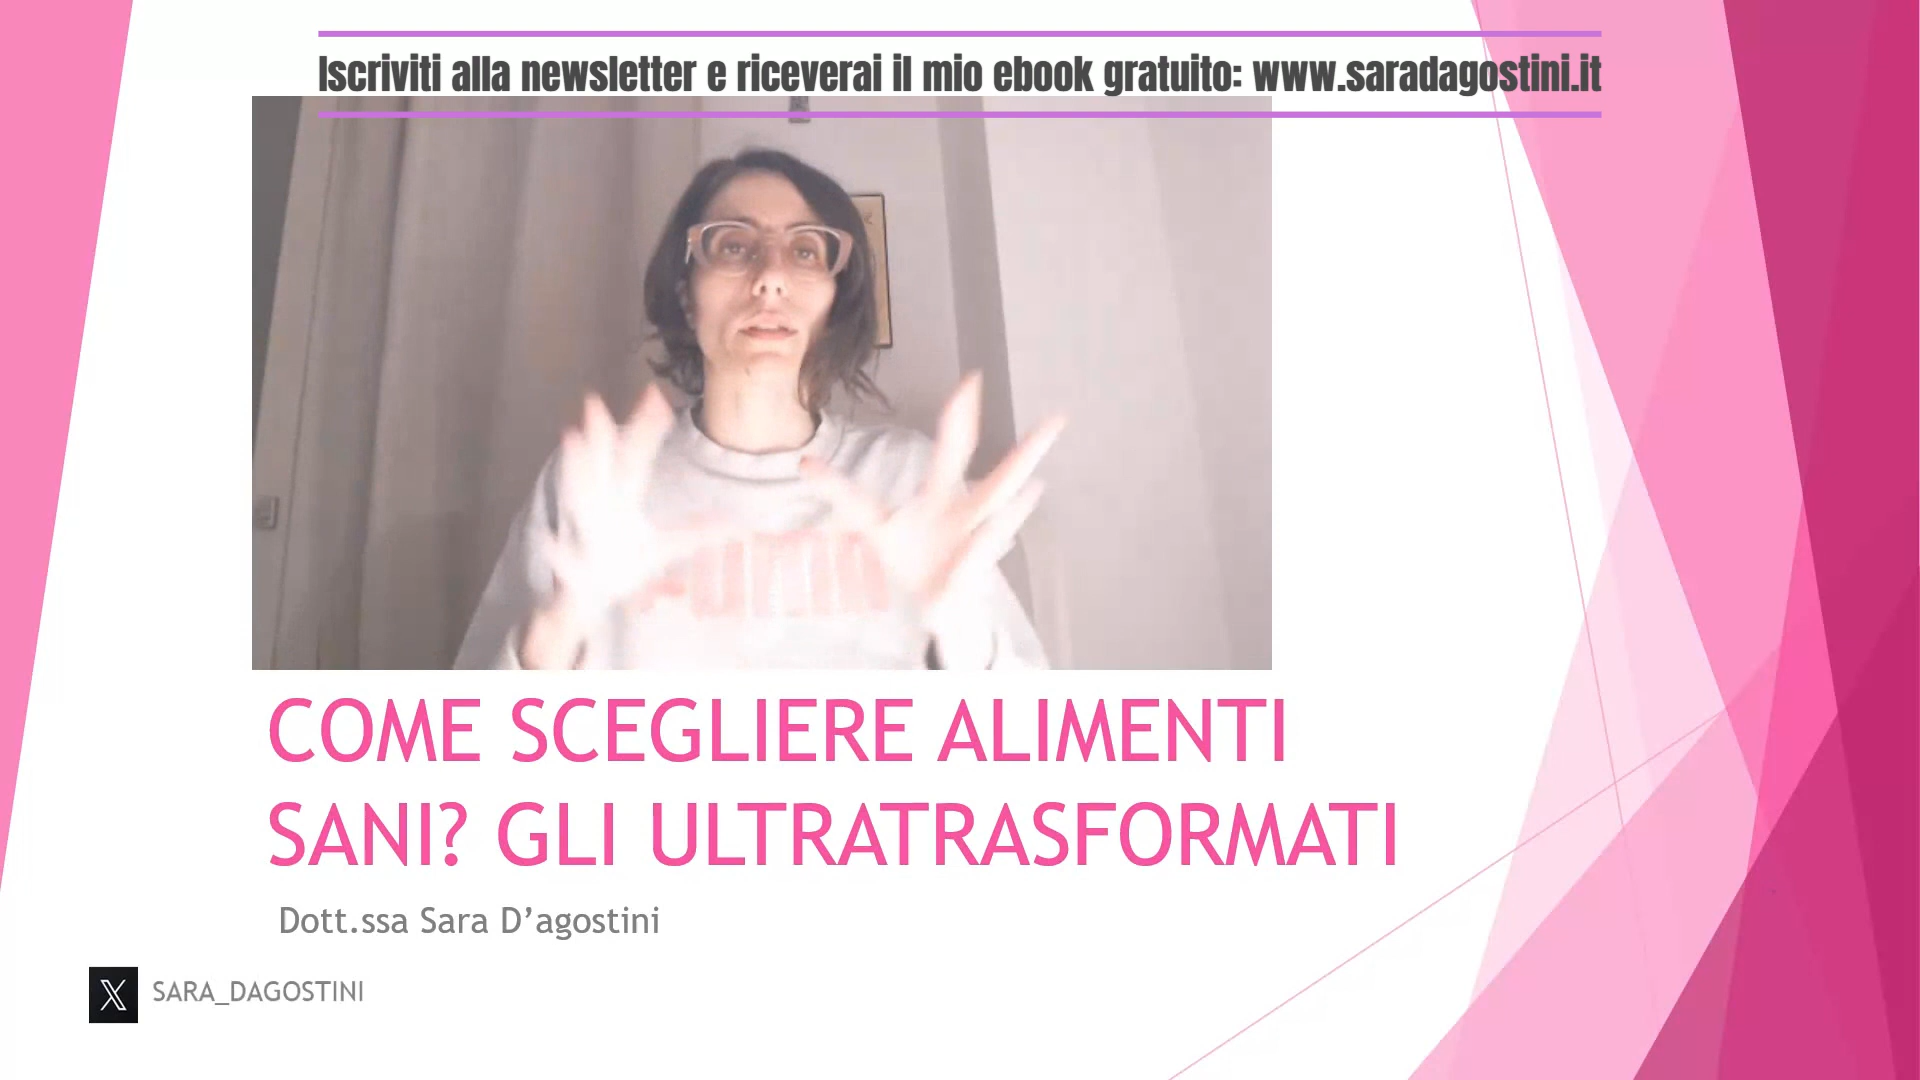 Iscriviti alla newsletter e riceverai il mio ebook gratuito: www.saradagostini.it
COME SCEGLIERE ALIMENTI
SANI? GLI ULTRATRASFORMATI
Dott.ssa Sara D’agostini
X SARA_DAGOSTINI